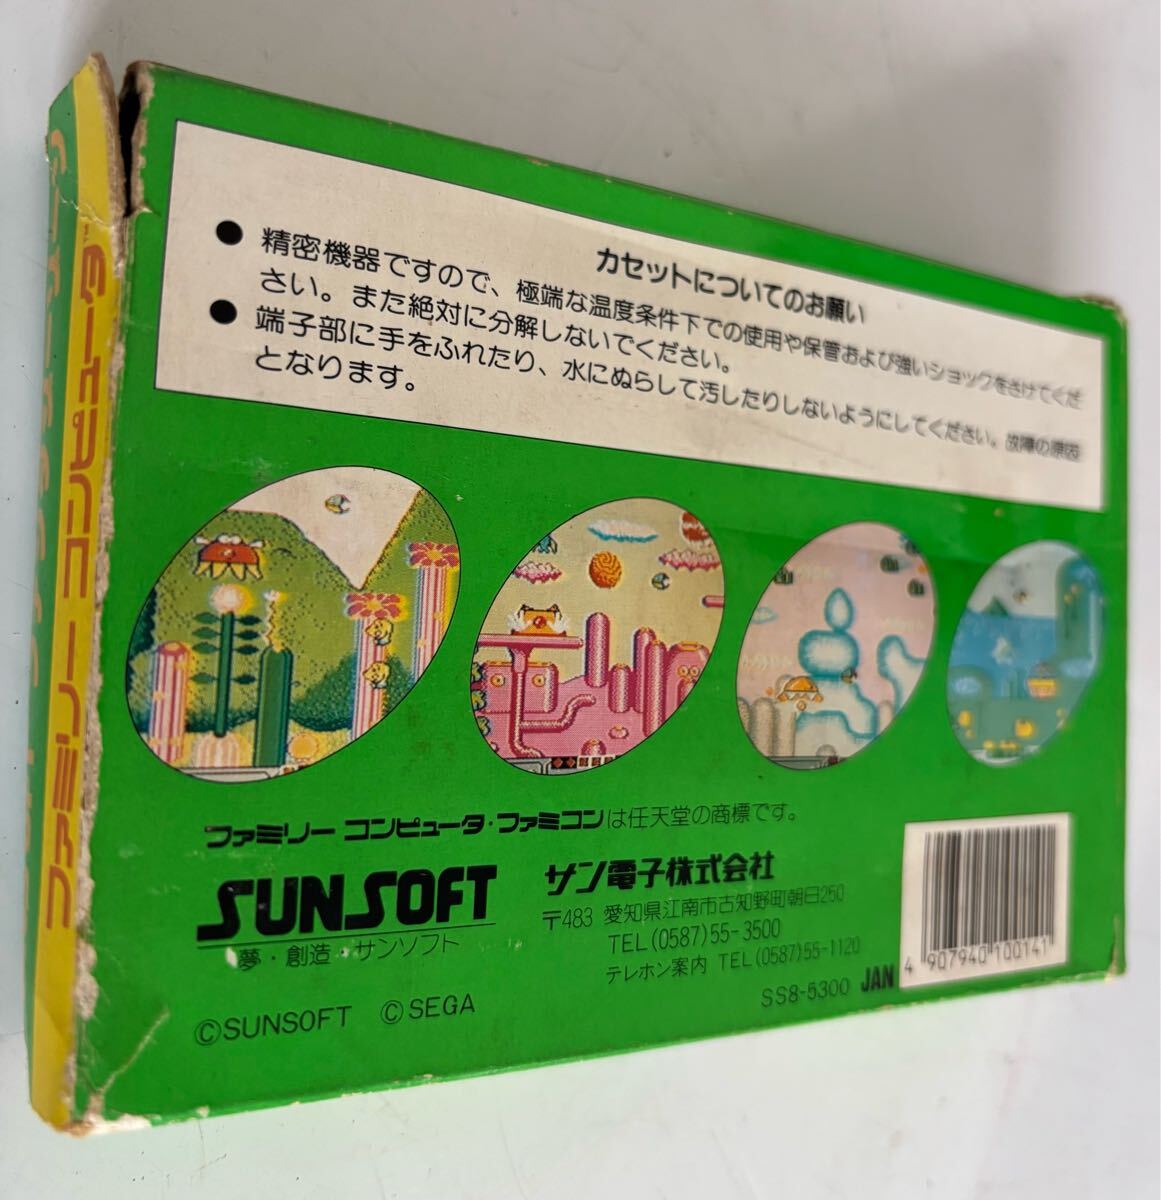 カセットについてのお願い
● 精密機器ですので、極端な温度条件下での使用や保管および強いショックをさけてくだ
さい。また絶対に分解しないでください。
● 端子部に手をふれたり、水にぬらして汚したりしないようにしてください。故障の原因
となります。
ファミリー コンピュータ・ファミコンは任天堂の商標です。
SUNSOFT
夢・創造・サンソフト
サン電子株式会社
〒483 愛知県江南市古知野町朝日250
TEL(0587)55-3500
テレホン案内 TEL(0587)55-1120
SS8-5300 JAN
4 907940 100141
©SUNSOFT ©SEGA
ファミリー コンピュータ™